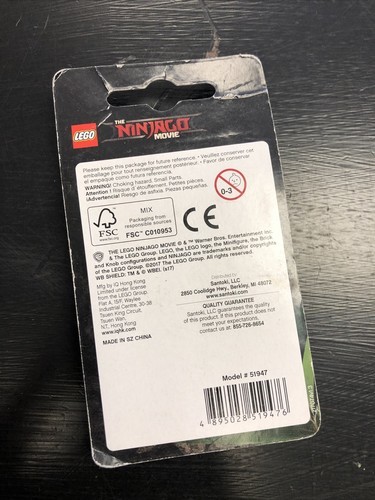 LEGO
THE
NINJAGO
MOVIE
Please keep this package for future reference. • Veuillez conserver cet
emballage pour tout renseignement postérieur. • Favor de conservar
el empaque como futura referencia.
WARNING! Choking hazard. Small Parts.
Attention ! Risque d'étouffement. Petites pièces.
¡Advertencia! Riesgo de asfixia. Piezas pequeñas.
0-3
FSC
www.fsc.org
MIX
Packaging from
responsible sources
FSC™ C010953
CE
THE LEGO NINJAGO MOVIE © & ™ Warner Bros. Entertainment Inc.
& The LEGO Group. LEGO, the LEGO logo, the Minifigure, the Brick
and Knob configurations and NINJAGO are trademarks and/or copyrights
of the LEGO Group. ©2017 The LEGO Group. All rights reserved.
WB SHIELD: TM & © WBEI. (s17)
Mfg by IQ Hong Kong
Limited under license
from the LEGO Group.
Flat A, 15/F, Waylee
Industrial Centre, 30-38
Tsuen King Circuit,
Tsuen Wan,
NT, Hong Kong
www.iqhk.com
MADE IN SZ CHINA
Distributed by
Santoki, LLC
2850 Coolidge Hwy, Berkley, MI 48072
www.santoki.com
QUALITY GUARANTEE
Santoki, LLC guarantees the quality
of this product. If this product does
not meet your expectations,
contact us at: 855-726-8654
Model # 51947
4 895028 519476